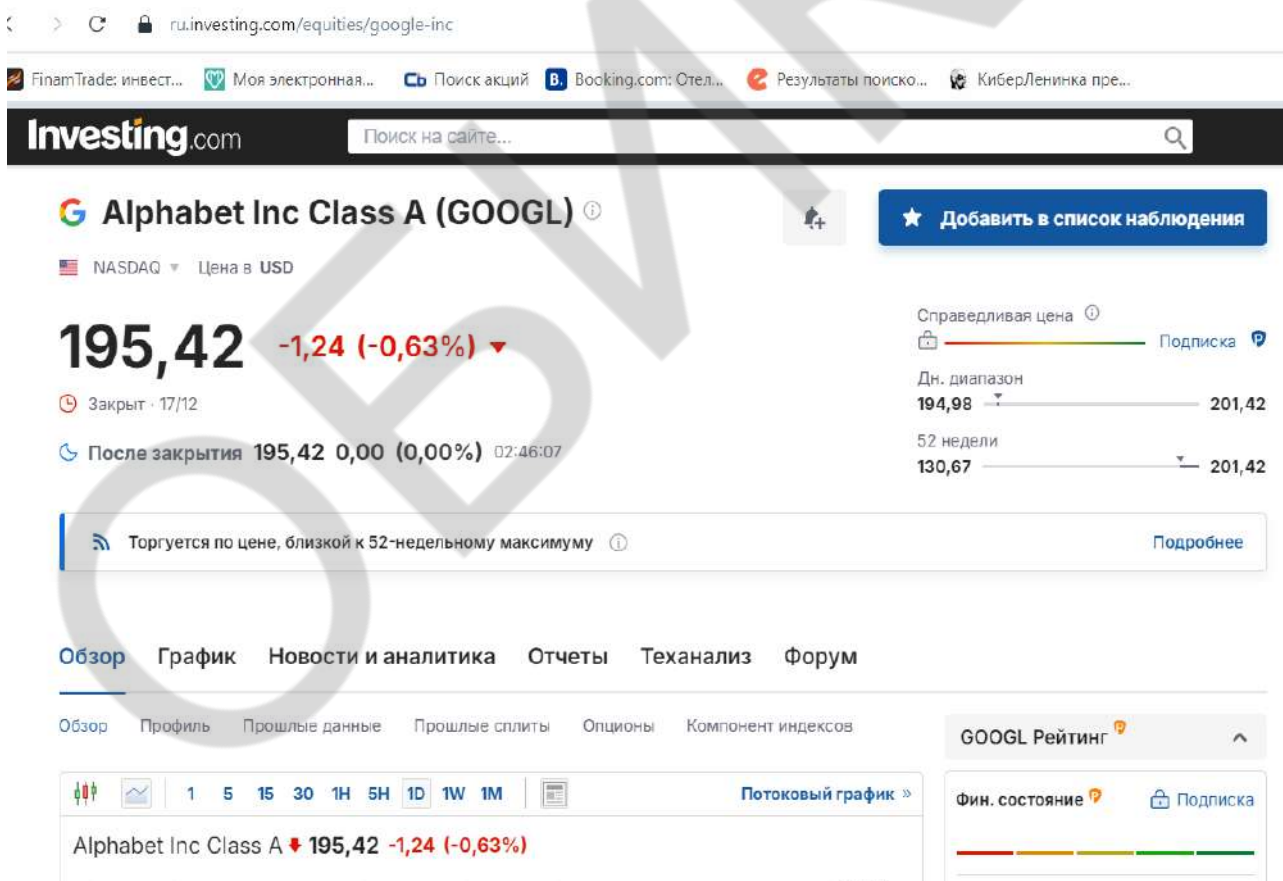 ru.investing.com/equities/google-inc
FinamTrade: инвест... Моя электронная... Сь Поиск акций B. Booking.com: Отел... Результаты поиско... КиберЛенинка пре...
Investing.com Поиск на сайте...
Alphabet Inc Class A (GOOGL)
Добавить в список наблюдения
NASDAQ Цена в USD
195,42 -1,24 (-0,63%)
Закрыт · 17/12
После закрытия 195,42 0,00 (0,00%) 02:46:07
Справедливая цена
Подписка
Дн. диапазон
194,98 201,42
52 недели
130,67 201,42
Торгуется по цене, близкой к 52-недельному максимуму Подробнее
Обзор График Новости и аналитика Отчеты Теханализ Форум
Обзор Профиль Прошлые данные Прошлые сплиты Опционы Компонент индексов
1 5 15 30 1H 5H 1D 1W 1M Потоковый график »
Alphabet Inc Class A 195,42 -1,24 (-0,63%)
GOOGL Рейтинг
Фин. состояние Подписка